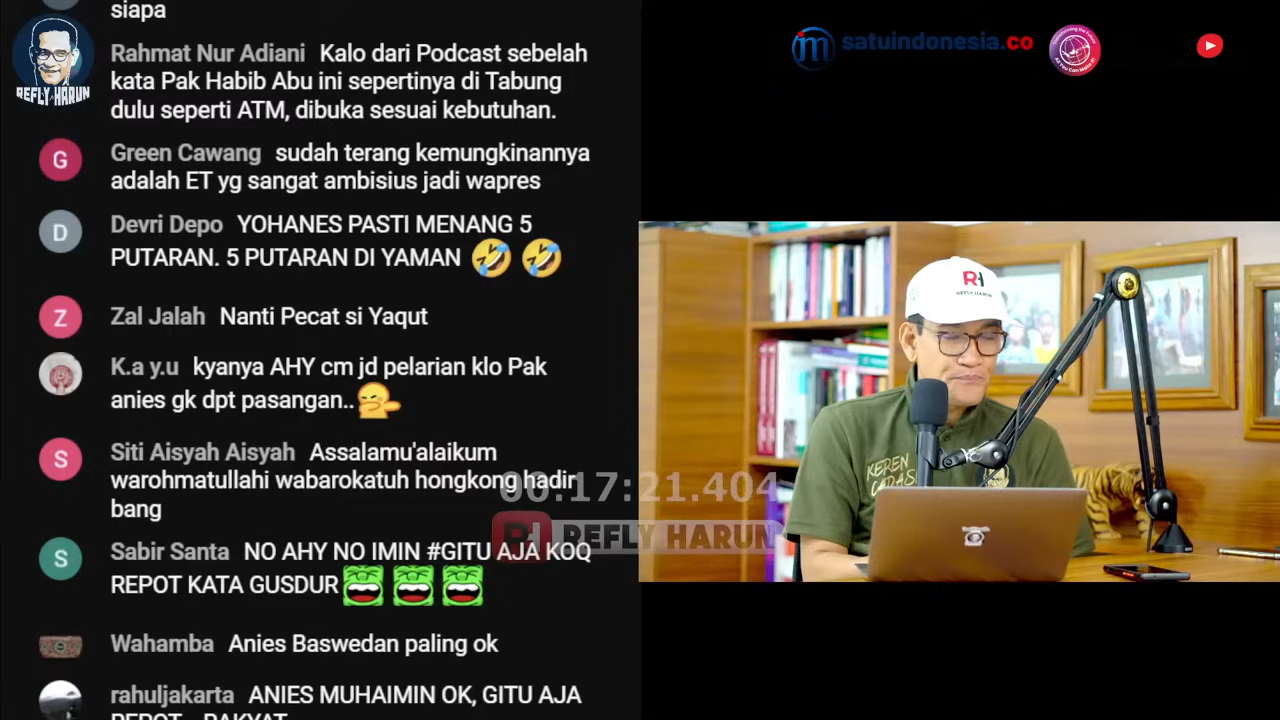 siapa
REFLY HARUN
Rahmat Nur Adiani Kalo dari Podcast sebelah
kata Pak Habib Abu ini sepertinya di Tabung
dulu seperti ATM, dibuka sesuai kebutuhan.
G
Green Cawang sudah terang kemungkinannya
adalah ET yg sangat ambisius jadi wapres
D
Devri Depo YOHANES PASTI MENANG 5
PUTARAN. 5 PUTARAN DI YAMAN 🤣 🤣
Z
Zal Jalah Nanti Pecat si Yaqut
K.a y.u kyanya AHY cm jd pelarian klo Pak
anies gk dpt pasangan..
S
Siti Aisyah Aisyah Assalamu'alaikum
warohmatullahi wabarokatuh hongkong hadir
bang
S
Sabir Santa NO AHY NO IMIN #GITU AJA KOQ
REPOT KATA GUSDUR
Wahamba Anies Baswedan paling ok
rahuljakarta ANIES MUHAIMIN OK, GITU AJA
REPOT RAKYAT
satuindonesia.co
RH
REFLY HARUN
KEREN
00:17:21.404
RH REFLY HARUN